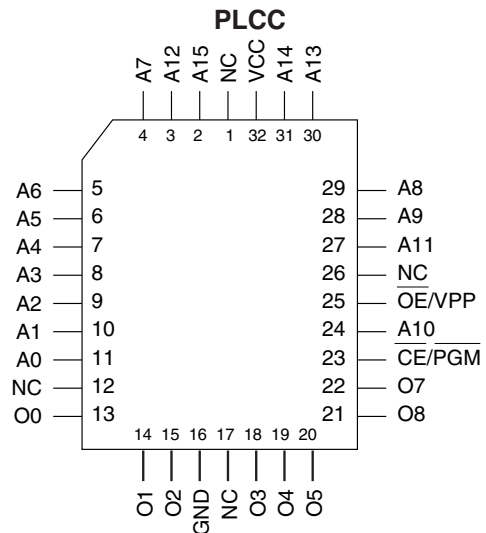 PLCC
A7 A12 A15 NC VCC A14 A13
4 3 2 1 32 31 30
A6 5 29 A8
A5 6 28 A9
A4 7 27 A11
A3 8 26 NC
A2 9 25 OE/VPP
A1 10 24 A10
A0 11 23 CE/PGM
NC 12 22 O7
O0 13 21 O8
14 15 16 17 18 19 20
O1 O2 GND NC O3 O4 O5